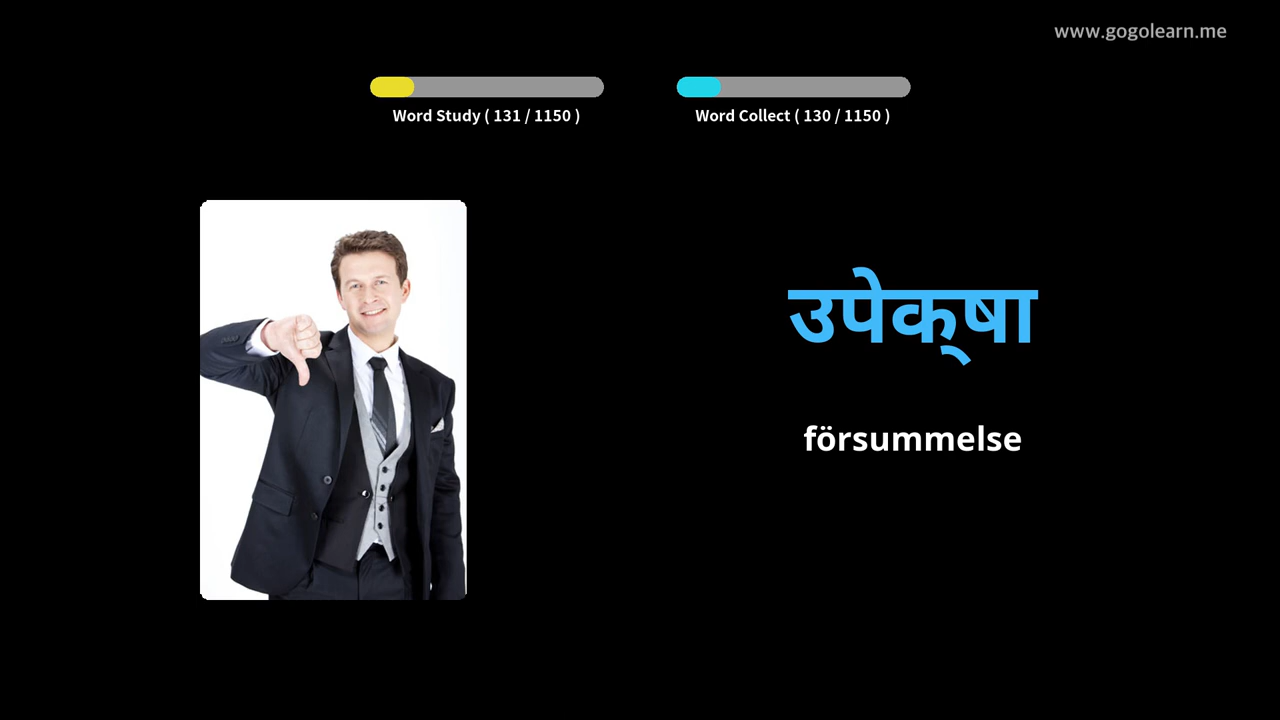 www.gogolearn.me
Word Study ( 131 / 1150 )
Word Collect ( 130 / 1150 )
उपेक्‌षा
försummelse